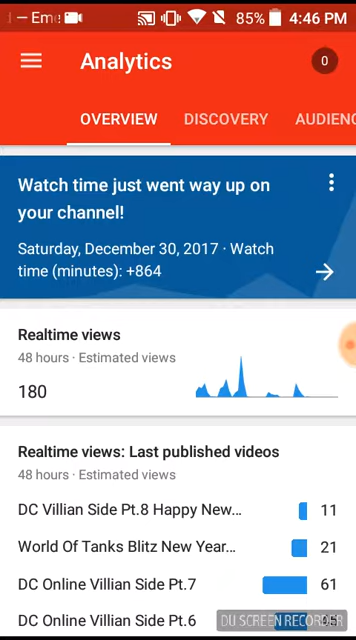 l — Eme 85% 4:46 PM
Analytics 0
OVERVIEW DISCOVERY AUDIENC
Watch time just went way up on
your channel!
Saturday, December 30, 2017 · Watch
time (minutes): +864
Realtime views
48 hours · Estimated views
180
Realtime views: Last published videos
48 hours · Estimated views
DC Villian Side Pt.8 Happy New... 11
World Of Tanks Blitz New Year... 21
DC Online Villian Side Pt.7 61
DC Online Villian Side Pt.6
DU SCREEN RECORDER